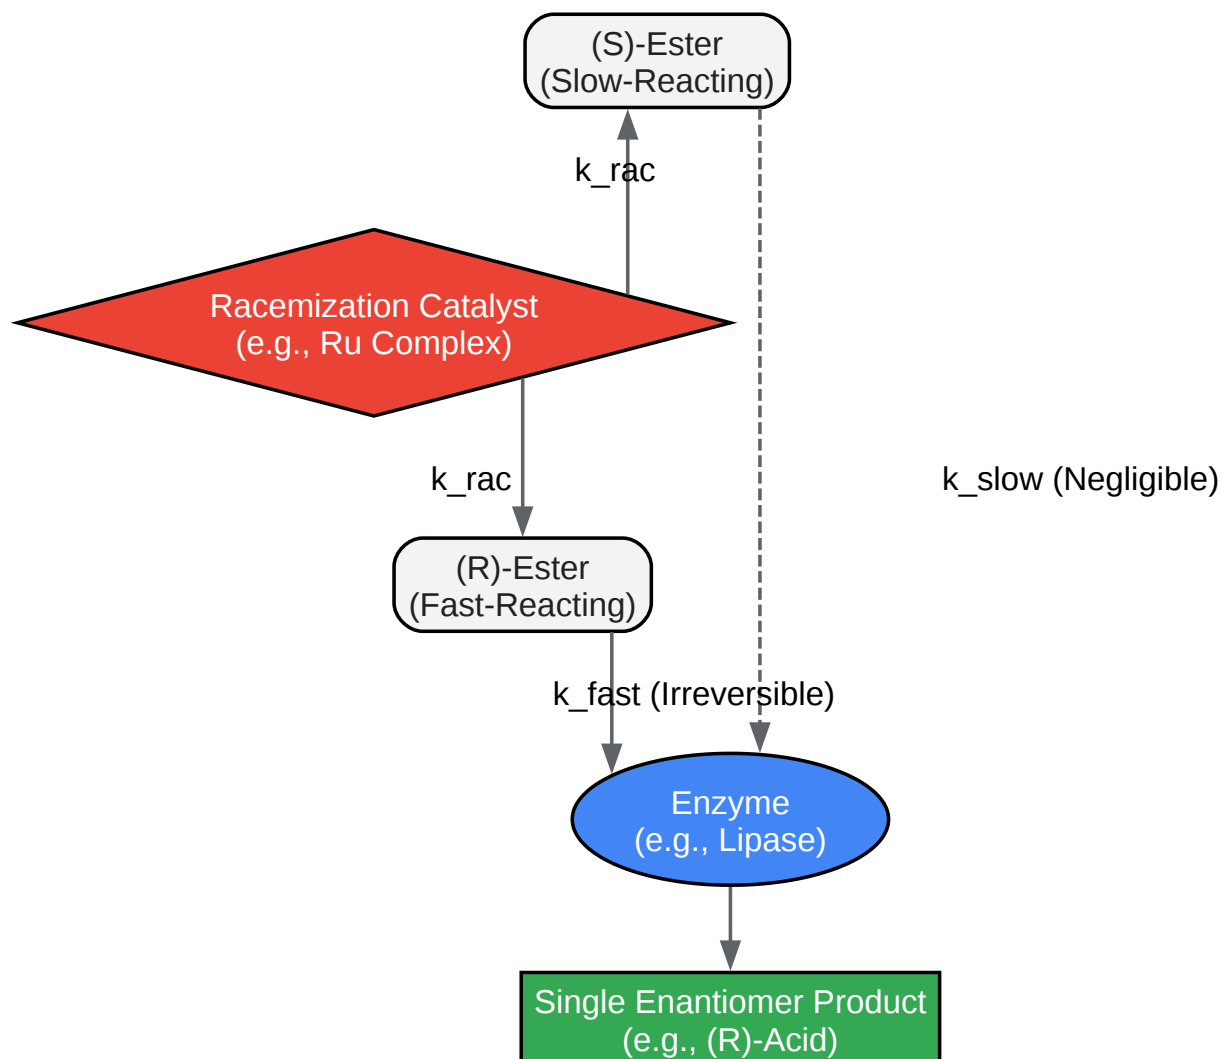 (S)-Ester
(Slow-Reacting)
k_rac
Racemization Catalyst
(e.g., Ru Complex)
k_rac
k_slow (Negligible)
(R)-Ester
(Fast-Reacting)
k_fast (Irreversible)
Enzyme
(e.g., Lipase)
Single Enantiomer Product
(e.g., (R)-Acid)